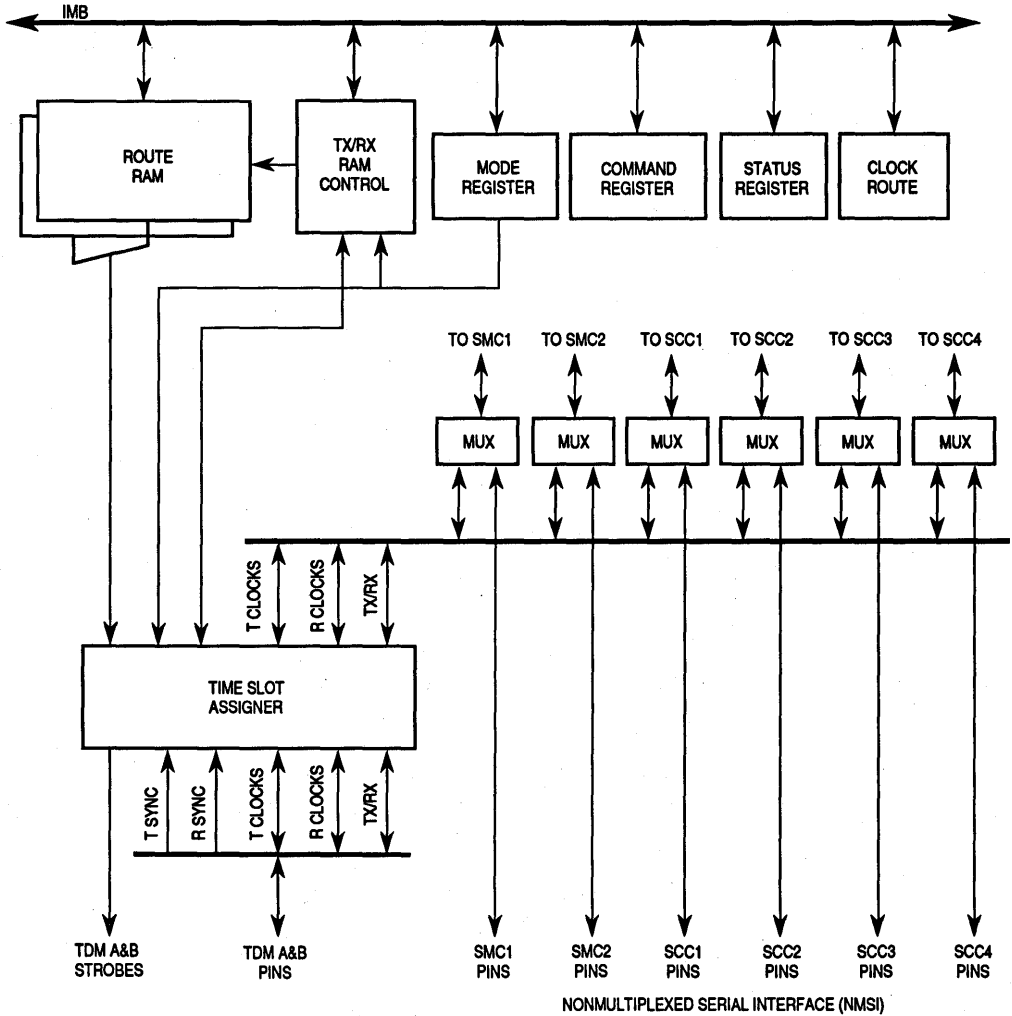 IMB
ROUTE
RAM
TX/RX
RAM
CONTROL
MODE
REGISTER
COMMAND
REGISTER
STATUS
REGISTER
CLOCK
ROUTE
TO SMC1
TO SMC2
TO SCC1
TO SCC2
TO SCC3
TO SCC4
MUX
MUX
MUX
MUX
MUX
MUX
T CLOCKS
R CLOCKS
TX/RX
TIME SLOT
ASSIGNER
T SYNC
R SYNC
T CLOCKS
R CLOCKS
TX/RX
TDM A&B
STROBES
TDM A&B
PINS
SMC1
PINS
SMC2
PINS
SCC1
PINS
SCC2
PINS
SCC3
PINS
SCC4
PINS
NONMULTIPLEXED SERIAL INTERFACE (NMSI)